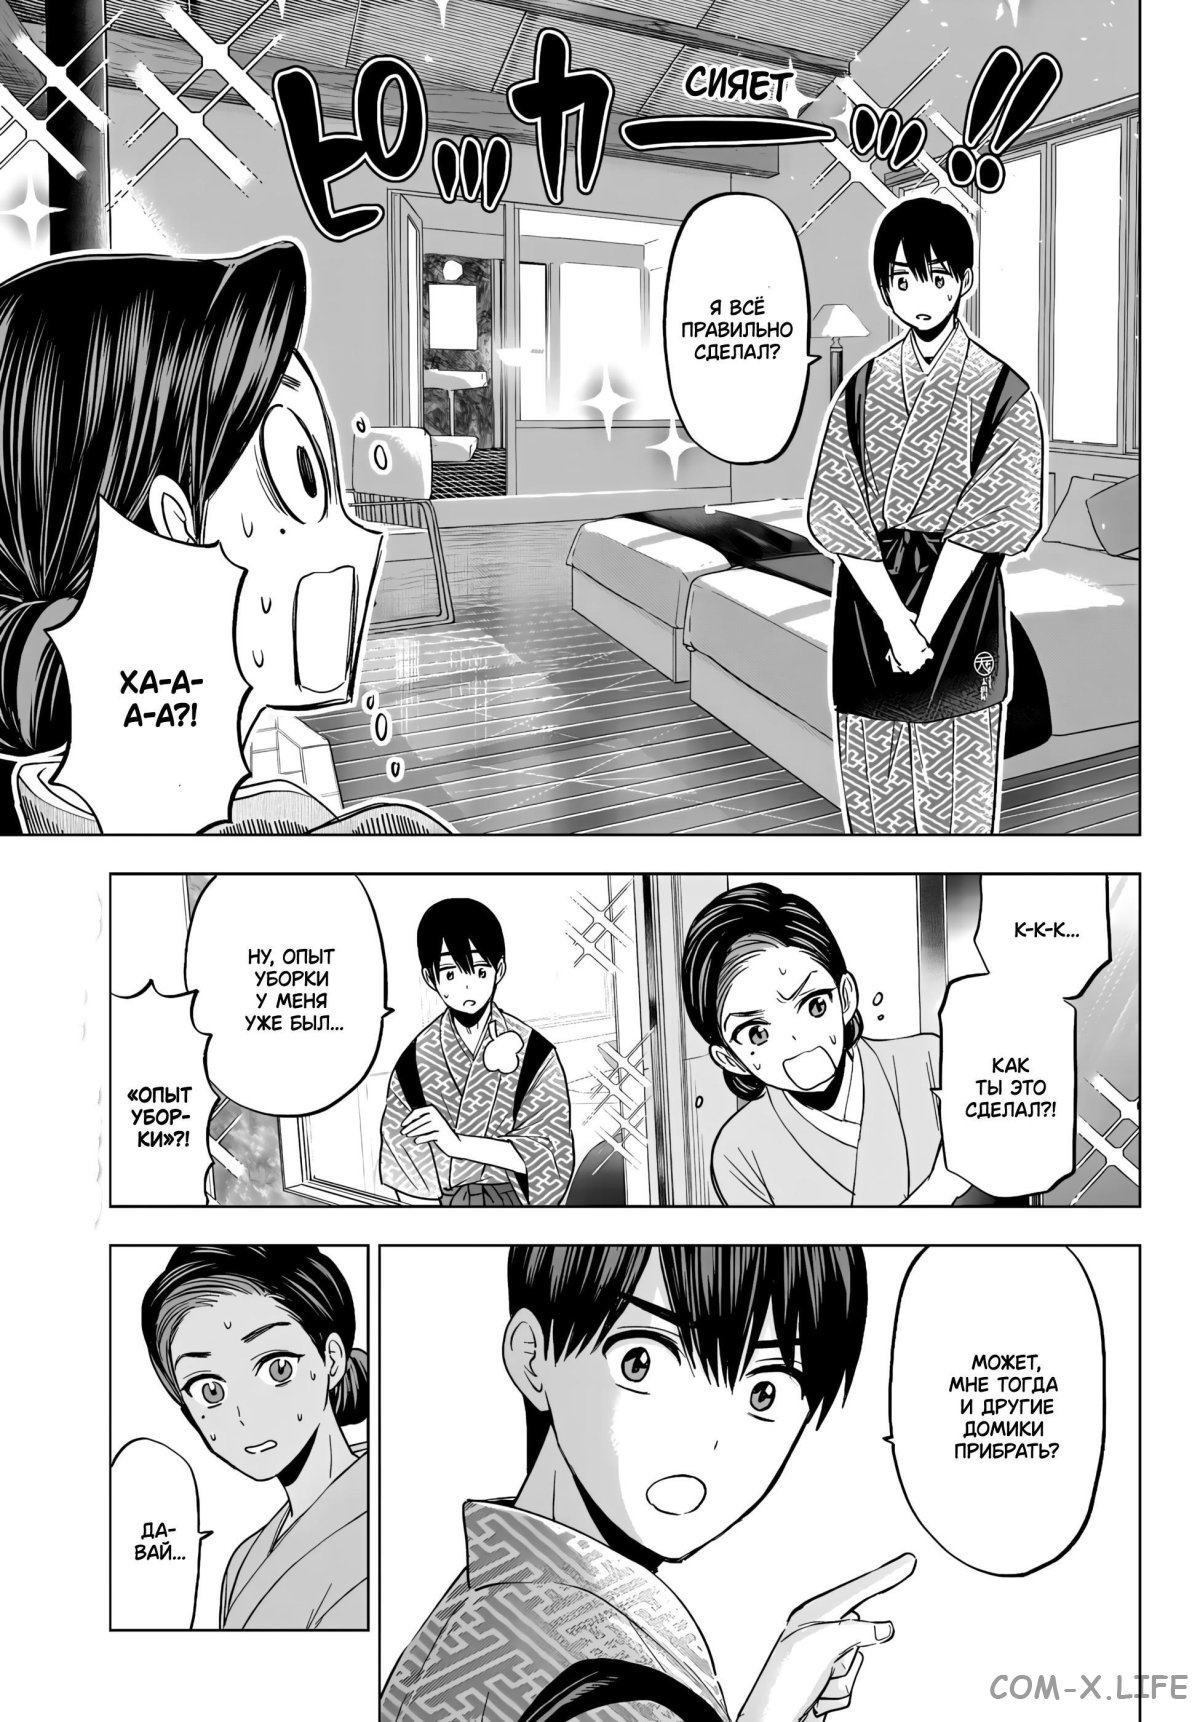 ピカー!!
СИЯЕТ
Я ВСЁ
ПРАВИЛЬНО
СДЕЛАЛ?
ХА-А-
А-А?!
К-К-К...
КАК
ТЫ ЭТО
СДЕЛАЛ?!
НУ, ОПЫТ
УБОРКИ
У МЕНЯ
УЖЕ БЫЛ...
«ОПЫТ
УБОР-
КИ»?!
МОЖЕТ,
МНЕ ТОГДА
И ДРУГИЕ
ДОМИКИ
ПРИБРАТЬ?
ДА-
ВАЙ...
COM-X.LIFE